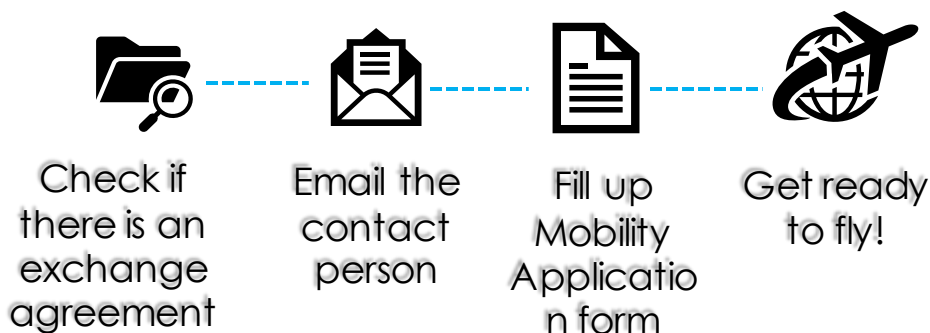 Check if
there is an
exchange
agreement
Email the
contact
person
Fill up
Mobility
Applicatio
n form
Get ready
to fly!